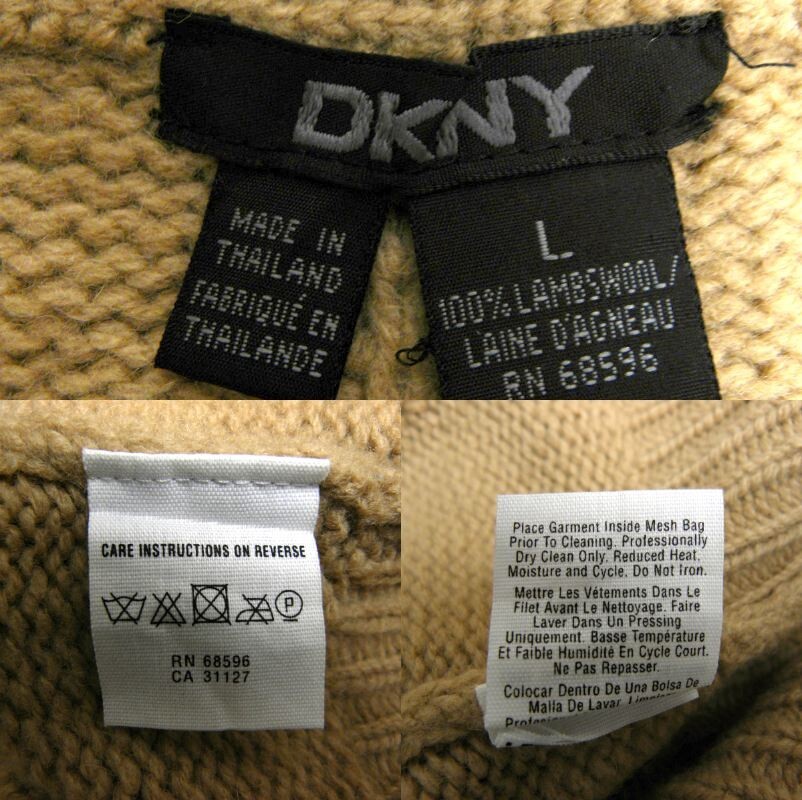 DKNY
MADE IN
THAILAND
FABRIQUÉ EN
THAILANDE
L
100% LAMBSWOOL/
LAINE D'AGNEAU
RN 68596
CARE INSTRUCTIONS ON REVERSE
P
RN 68596
CA 31127
Place Garment Inside Mesh Bag
Prior To Cleaning. Professionally
Dry Clean Only. Reduced Heat,
Moisture and Cycle. Do Not Iron.
Mettre Les Vétements Dans Le
Filet Avant Le Nettoyage. Faire
Laver Dans Un Pressing
Uniquement. Basse Température
Et Faible Humidité En Cycle Court.
Ne Pas Repasser.
Colocar Dentro De Una Bolsa De
Malla De Lavar.